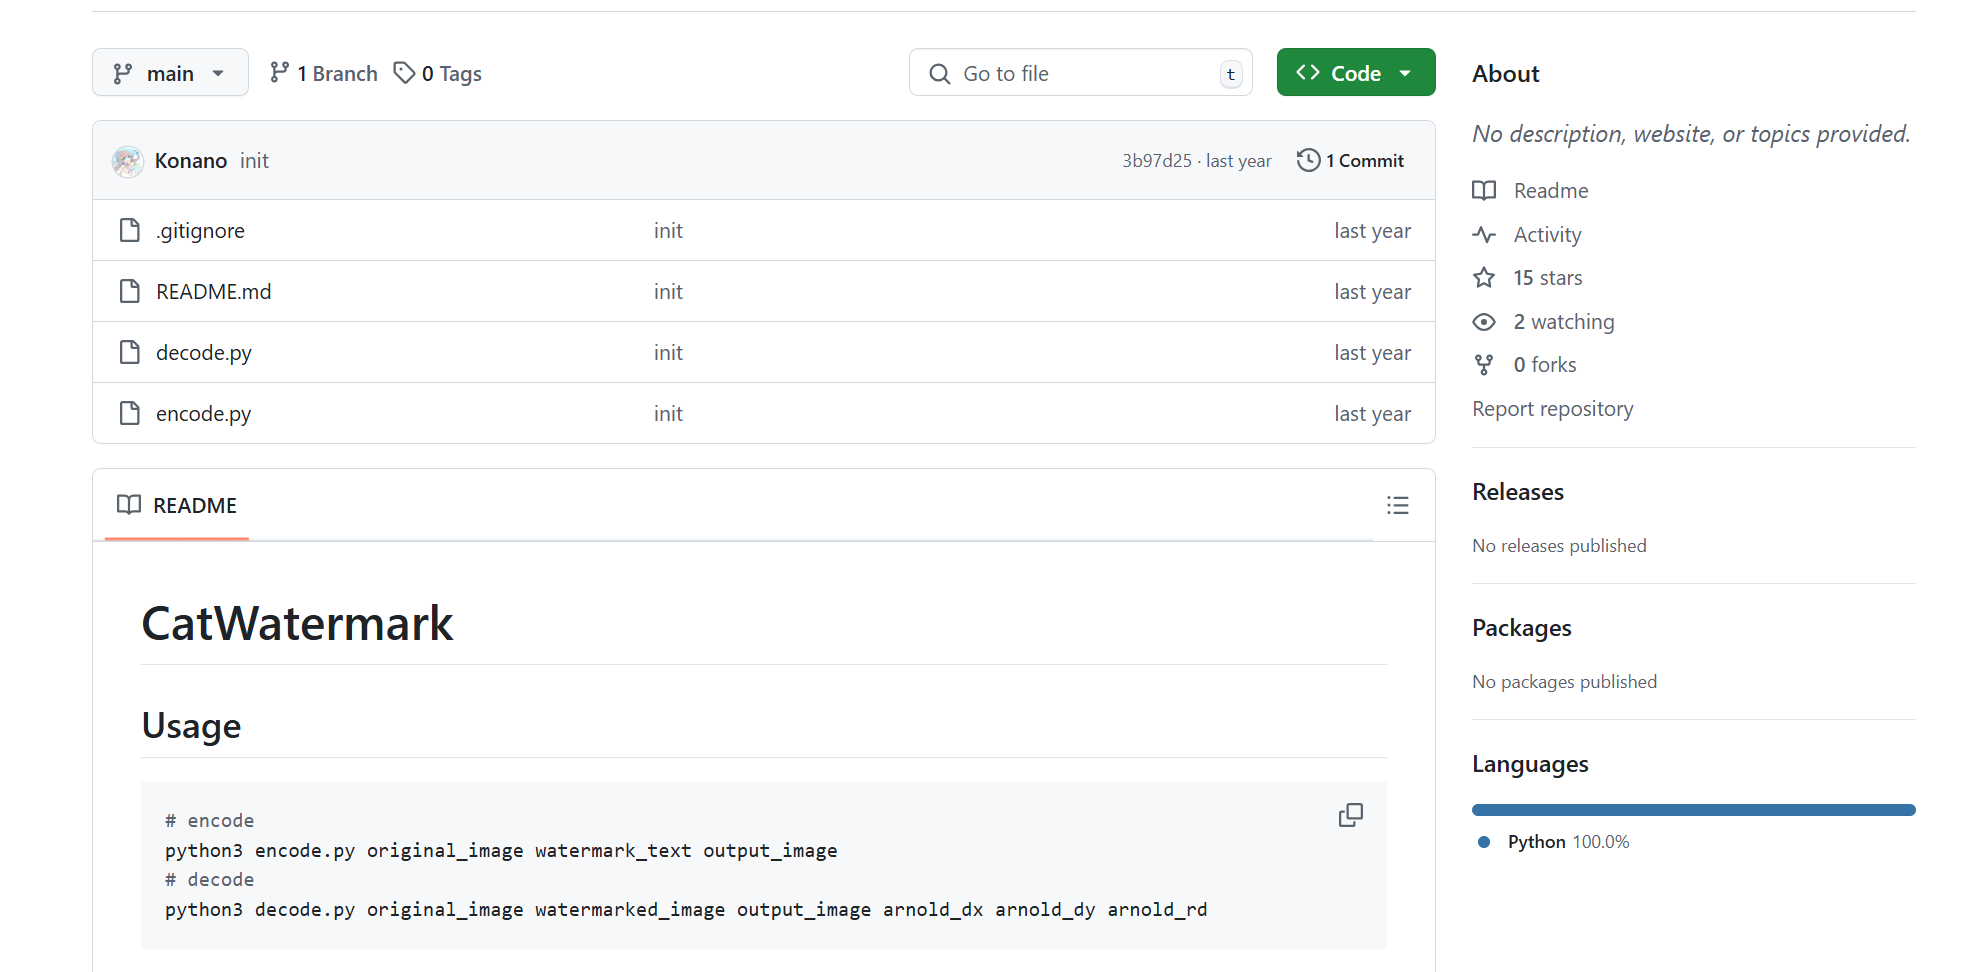 main
1 Branch
0 Tags
Go to file
t
Code
Konano init
3b97d25 · last year
1 Commit
.gitignore init last year
README.md init last year
decode.py init last year
encode.py init last year
README
CatWatermark
Usage
# encode
python3 encode.py original_image watermark_text output_image
# decode
python3 decode.py original_image watermarked_image output_image arnold_dx arnold_dy arnold_rd
About
No description, website, or topics provided.
Readme
Activity
15 stars
2 watching
0 forks
Report repository
Releases
No releases published
Packages
No packages published
Languages
Python 100.0%